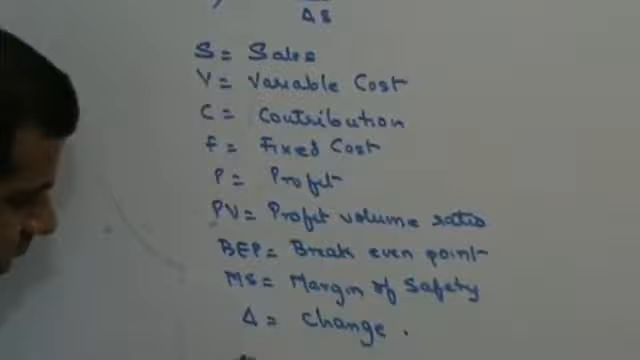 Δ S
S = Sales
V = Variable Cost
C = Contribution
F = Fixed Cost
P = Profit
PV = Profit volume ratio
BEP = Break even point
MS = Margin of Safety
Δ = Change .